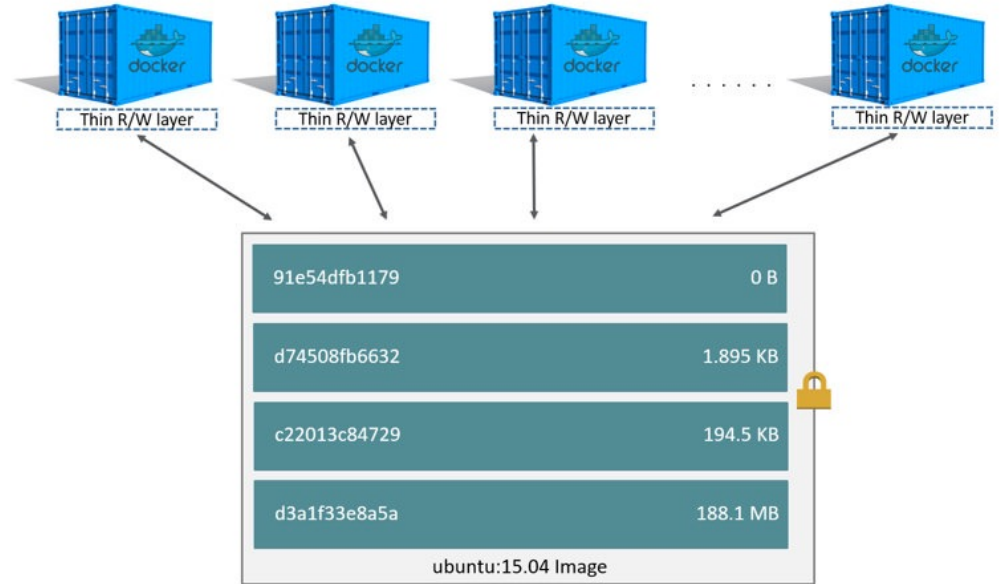 docker docker docker docker
Thin R/W layer Thin R/W layer Thin R/W layer . . . . . . Thin R/W layer
91e54dfb1179 0 B
d74508fb6632 1.895 KB
c22013c84729 194.5 KB
d3a1f33e8a5a 188.1 MB
ubuntu:15.04 Image